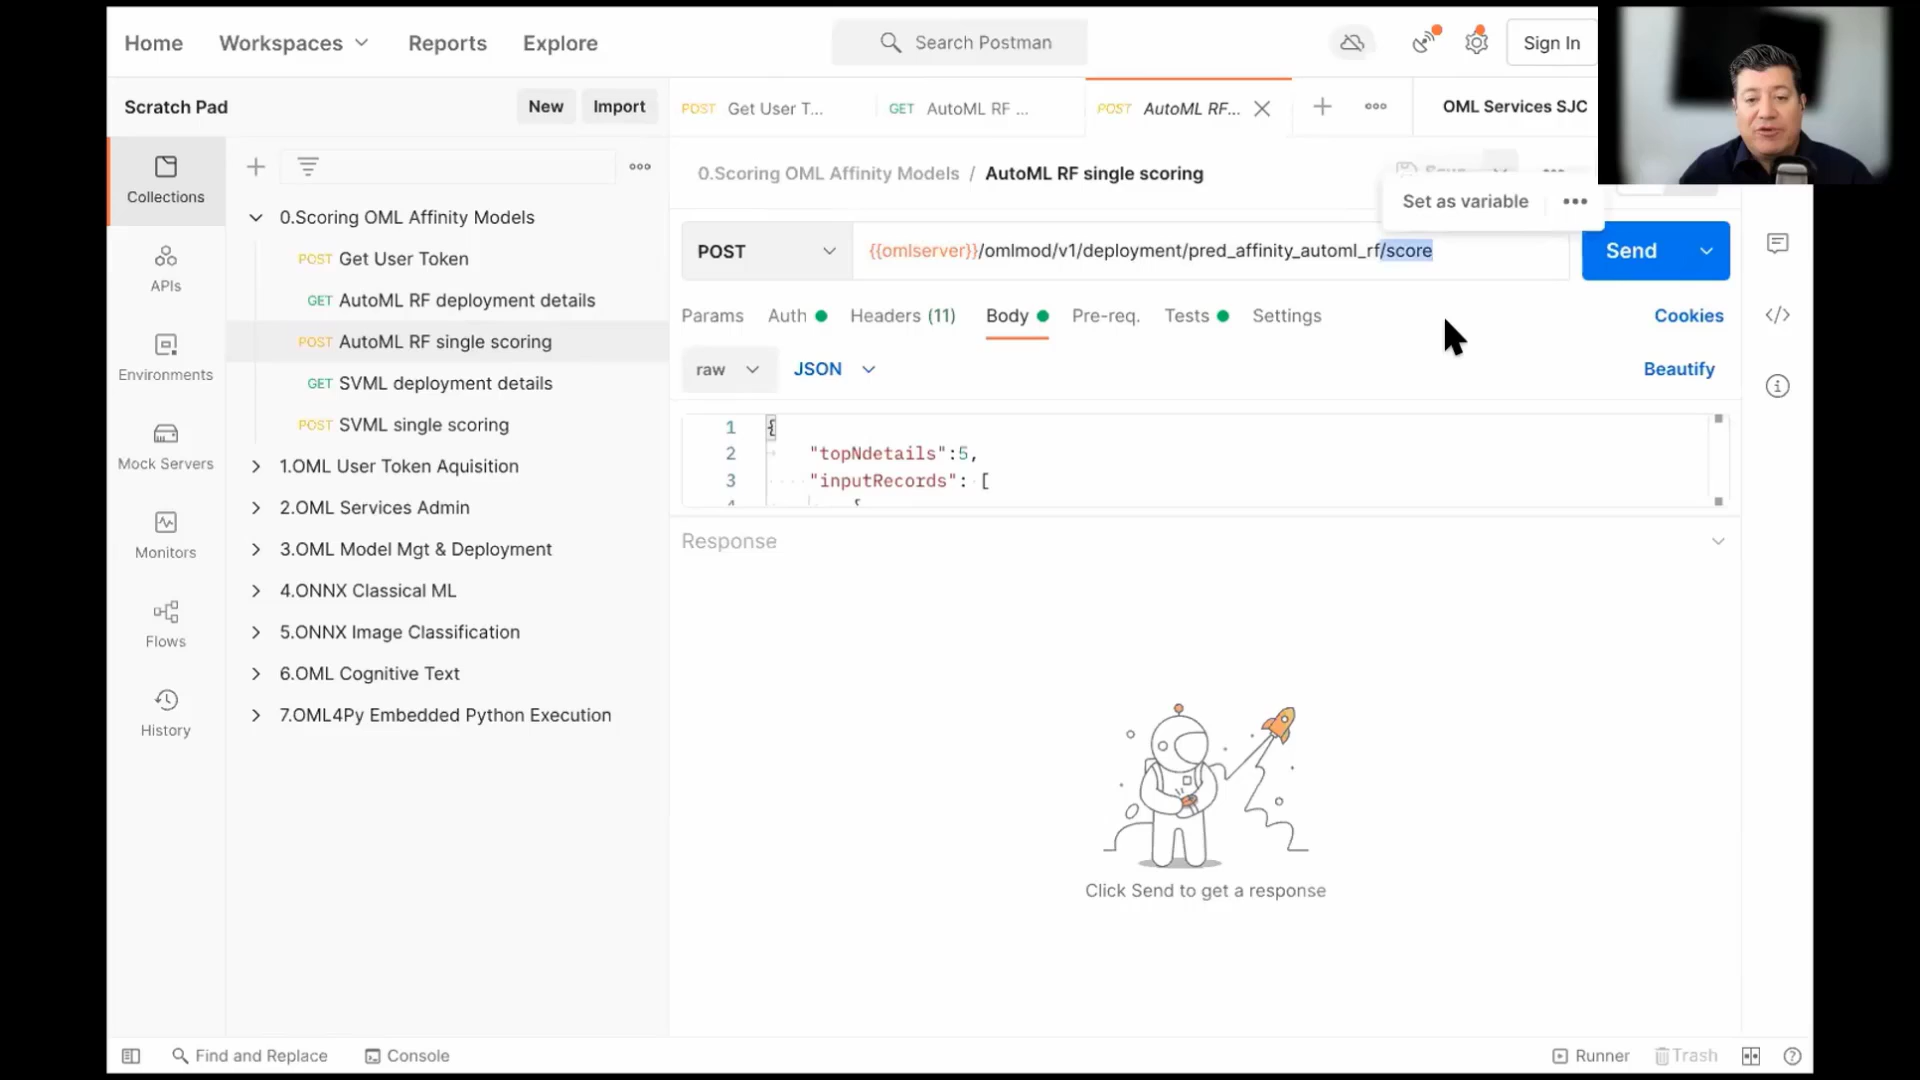 Home
Workspaces
Reports
Explore
Search Postman
Sign In
Scratch Pad
New
Import
POST Get User T...
GET AutoML RF ...
POST AutoML RF...
OML Services SJC
Collections
APIs
Environments
Mock Servers
Monitors
Flows
History
0.Scoring OML Affinity Models
POST Get User Token
GET AutoML RF deployment details
POST AutoML RF single scoring
GET SVML deployment details
POST SVML single scoring
1.OML User Token Aquisition
2.OML Services Admin
3.OML Model Mgt & Deployment
4.ONNX Classical ML
5.ONNX Image Classification
6.OML Cognitive Text
7.OML4Py Embedded Python Execution
0.Scoring OML Affinity Models / AutoML RF single scoring
Save
Set as variable
POST
{{omlserver}}/omlmod/v1/deployment/pred_affinity_automl_rf/score
Send
Params
Auth
Headers (11)
Body
Pre-req.
Tests
Settings
Cookies
raw
JSON
Beautify
1 {
2 "topNdetails":5,
3 "inputRecords": [
4 {
Response
Click Send to get a response
Find and Replace
Console
Runner
Trash